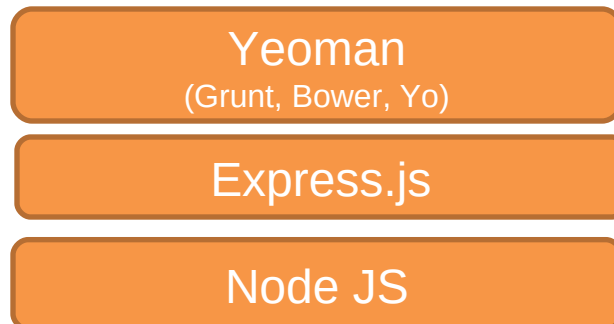 Yeoman
(Grunt, Bower, Yo)
Express.js
Node JS